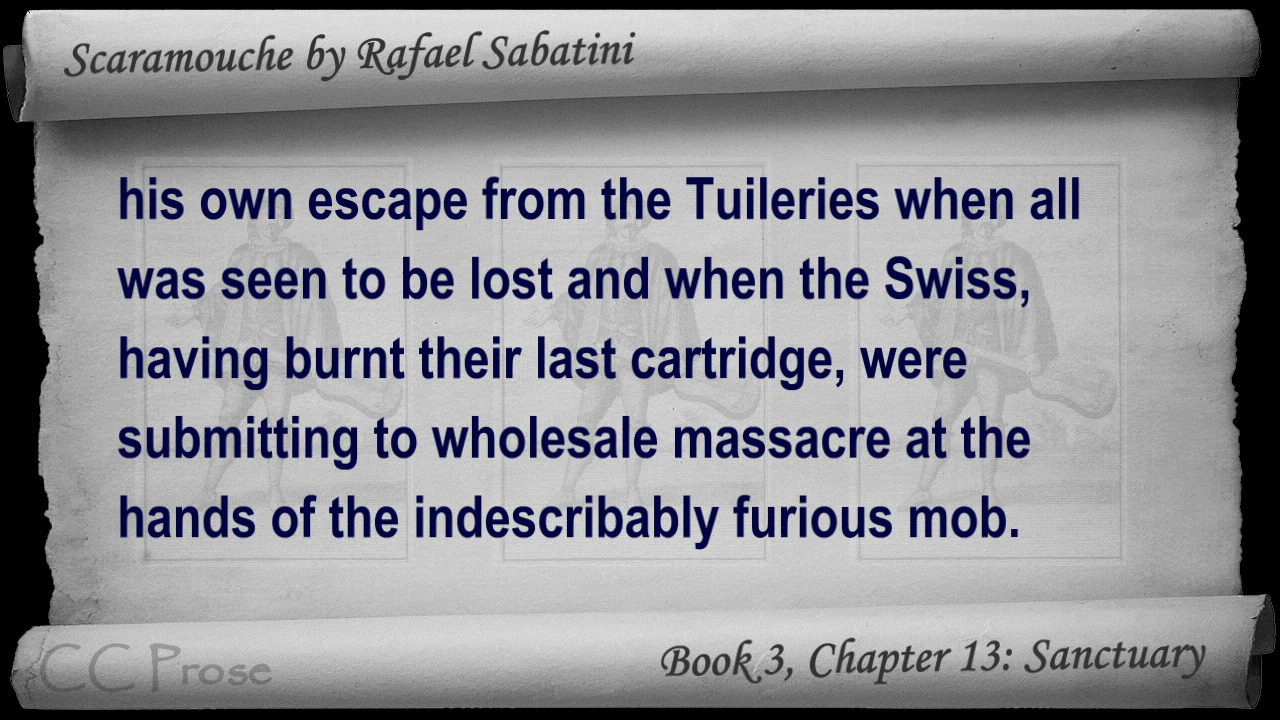 Scaramouche by Rafael Sabatini
his own escape from the Tuileries when all
was seen to be lost and when the Swiss,
having burnt their last cartridge, were
submitting to wholesale massacre at the
hands of the indescribably furious mob.
CC Prose
Book 3, Chapter 13: Sanctuary